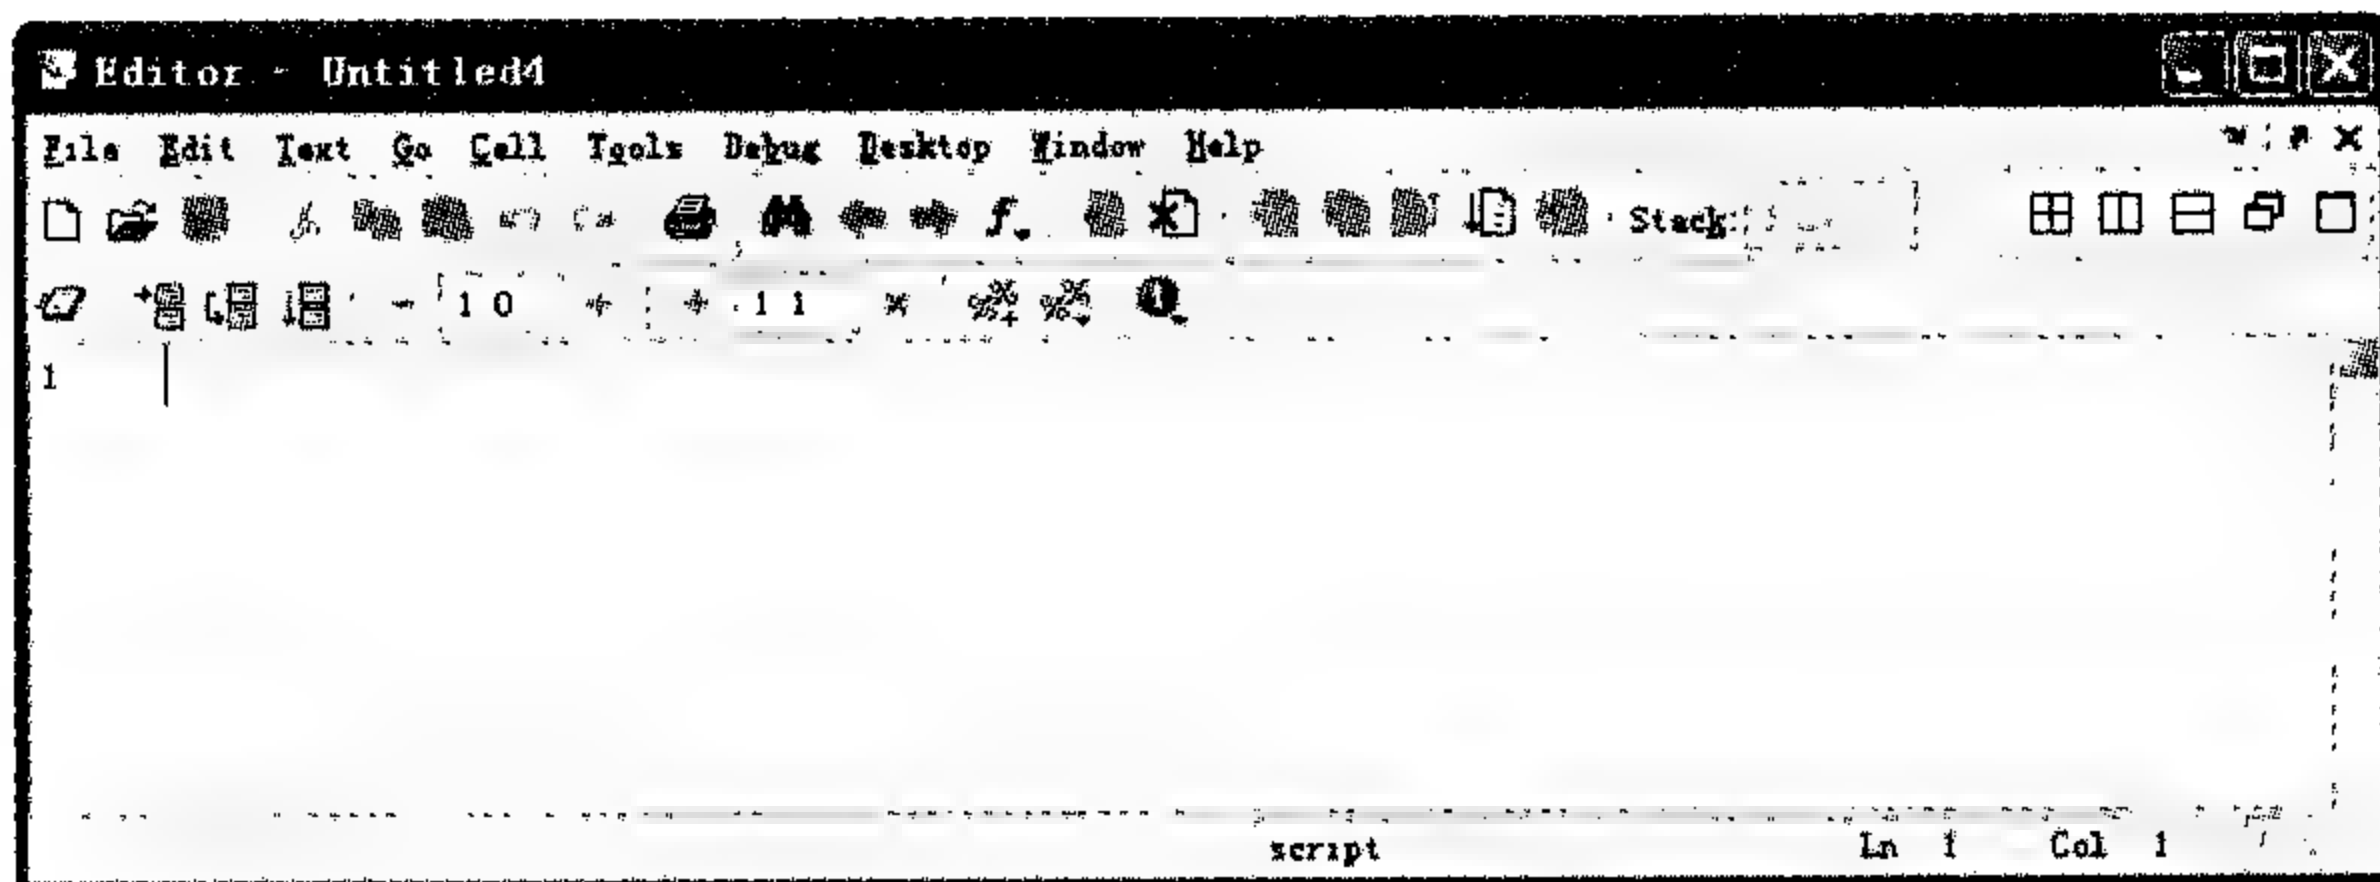 Editor - Untitled4
File Edit Text Go Cell Tools Debug Desktop Window Help
Stack:
- 1 0 + ÷ 1 1 ×
1
script Ln 1 Col 1